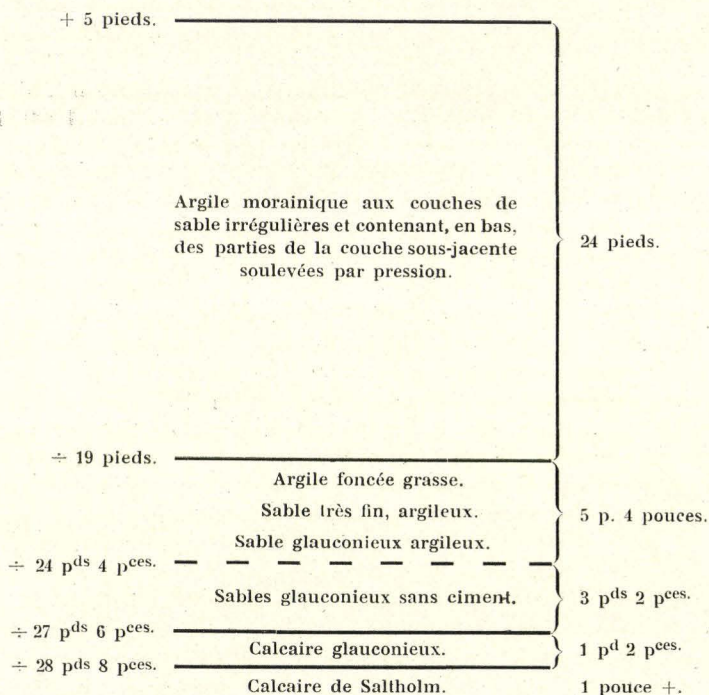 + 5 pieds.
Argile morainique aux couches de
sable irrégulières et contenant, en bas,
des parties de la couche sous-jacente
soulevées par pression.
24 pieds.
÷ 19 pieds.
Argile foncée grasse.
Sable très fin, argileux.
Sable glauconieux argileux.
5 p. 4 pouces.
÷ 24 pds 4 pces.
Sables glauconieux sans ciment.
3 pds 2 pces.
÷ 27 pds 6 pces.
Calcaire glauconieux.
1 pd 2 pces.
÷ 28 pds 8 pces.
Calcaire de Saltholm.
1 pouce +.